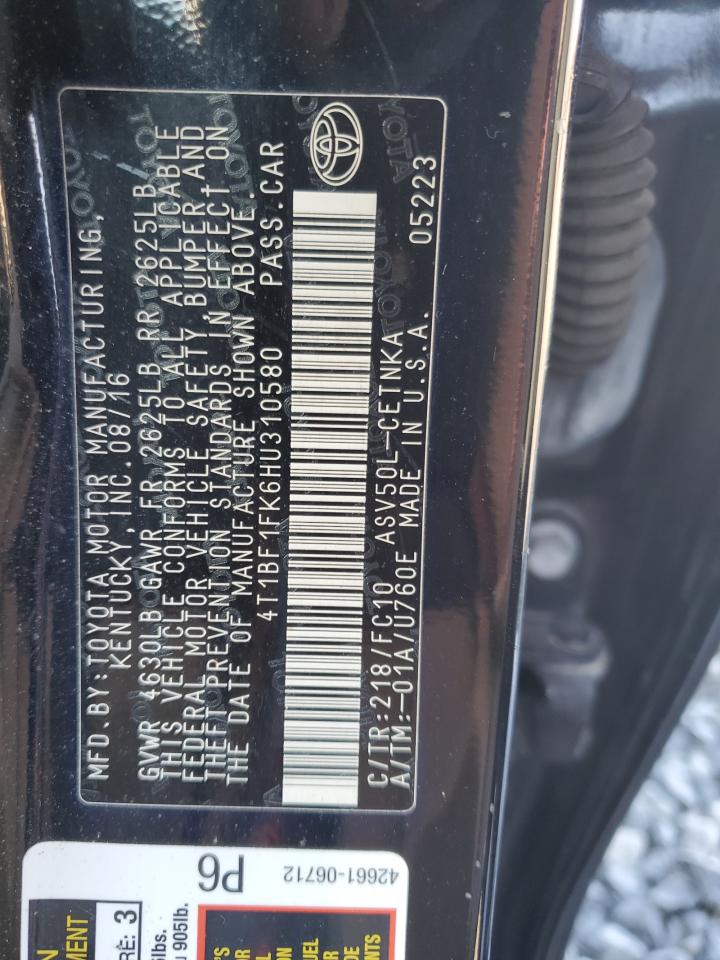 MFD.BY:TOYOTA MOTOR MANUFACTURING,
KENTUCKY,INC.08/16
GVWR 4630LB GAWR FR 2625LB RR 2625LB
THIS VEHICLE CONFORMS TO ALL APPLICABLE
FEDERAL MOTOR VEHICLE SAFETY,BUMPER,AND
THEFT PREVENTION STANDARDS IN EFFECT ON
THE DATE OF MANUFACTURE SHOWN ABOVE.
4T1BF1FK6HU310580 PASS.CAR
C/TR:218/FC10 ASV50L-CETNKA
A/TM:-01A/U760E MADE IN U.S.A. 05223
P6
42661-06712
MENT
3
905lb.